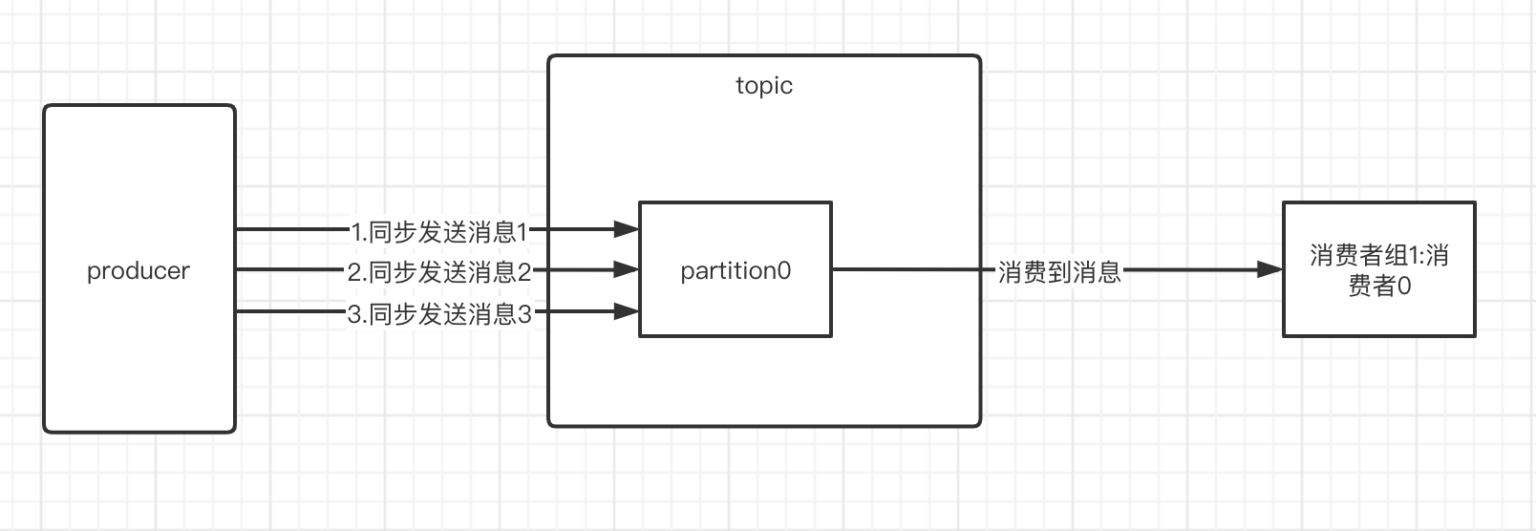 topic
producer
1.同步发送消息1
2.同步发送消息2
3.同步发送消息3
partition0
消费到消息
消费者组1:消
费者0